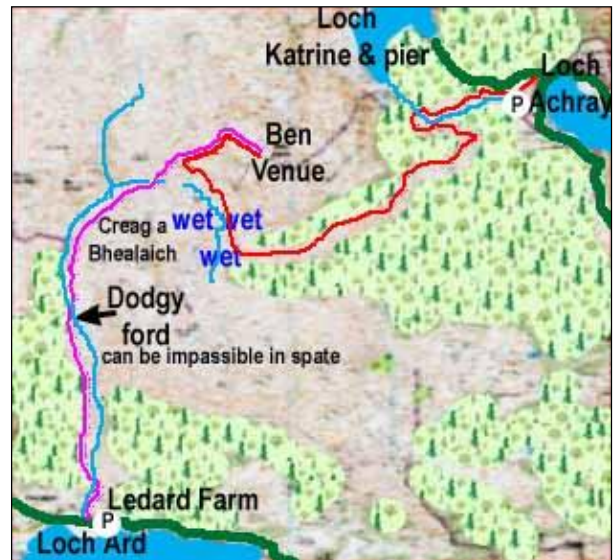 Loch
Katrine & pier
Loch
P
Achray
Ben
Venue
Creag a
wet wet
Bhealaich
wet
Dodgy
ford
can be impassible in spate
Ledard Farm
P
Loch Ard